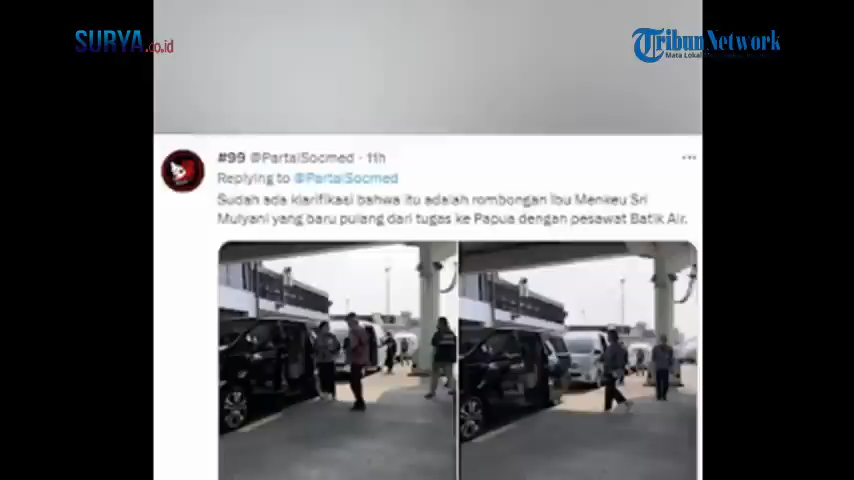 SURYA.co.id
TribunNetwork
#99 @PartaiSocmed · 11h
Replying to @PartaiSocmed
Sudah ada klarifikasi bahwa itu adalah rombongan Ibu Menkeu Sri
Mulyani yang baru pulang dari tugas ke Papua dengan pesawat Batik Air.